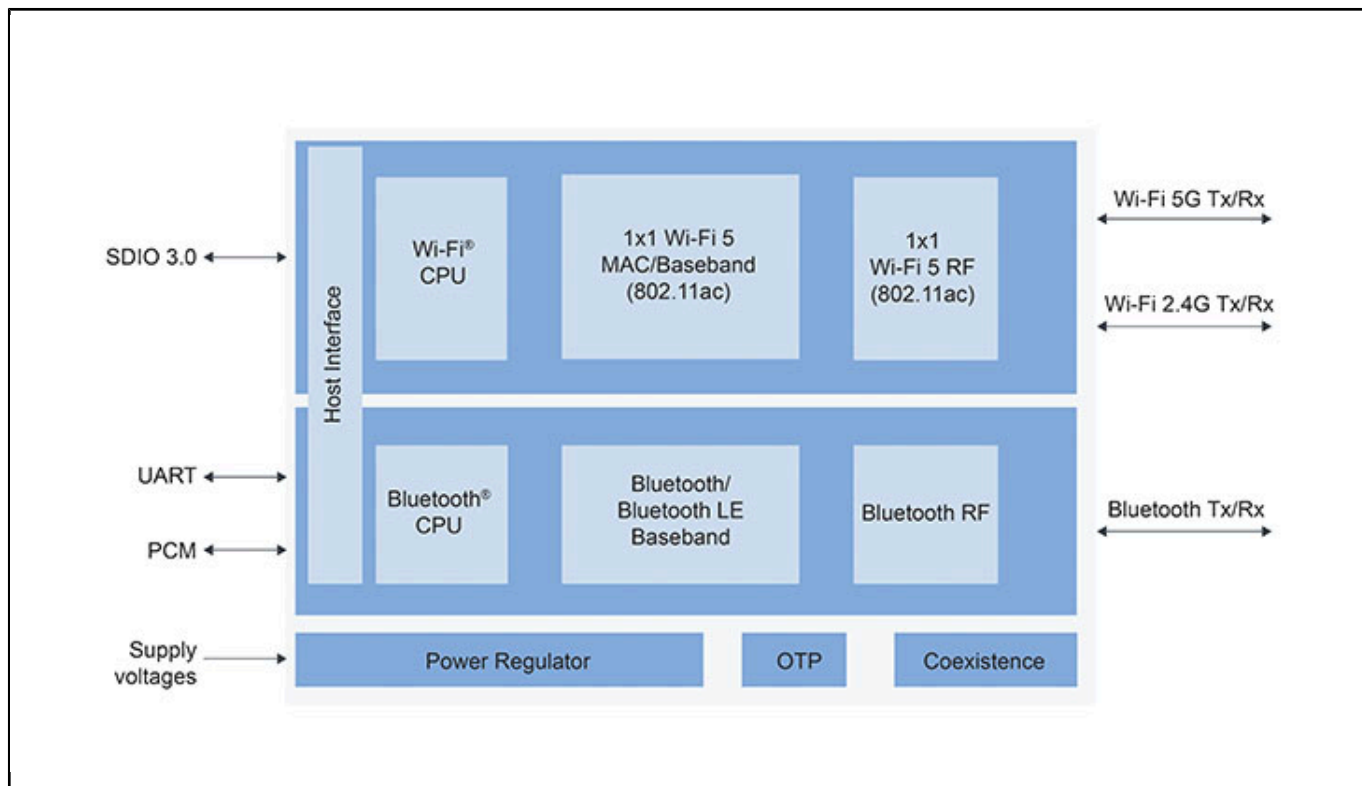 SDIO 3.0
UART
PCM
Supply
voltages
Host Interface
Wi-Fi®
CPU
1x1 Wi-Fi 5
MAC/Baseband
(802.11ac)
1x1
Wi-Fi 5 RF
(802.11ac)
Bluetooth®
CPU
Bluetooth/
Bluetooth LE
Baseband
Bluetooth RF
Power Regulator
OTP
Coexistence
Wi-Fi 5G Tx/Rx
Wi-Fi 2.4G Tx/Rx
Bluetooth Tx/Rx